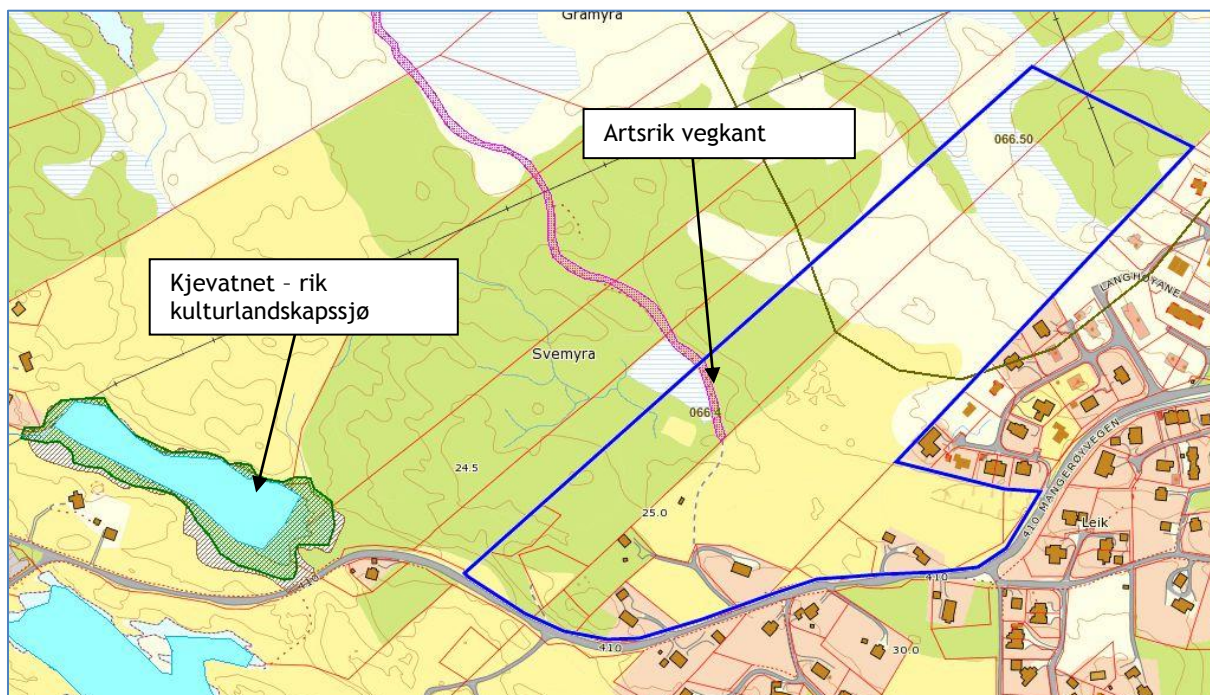 Gråmyra
Artsrik vegkant
066.50
Kjevatnet – rik
kulturlandskapssjø
LANGHØYANE
Svemyra
066.4
24.5
25.0
410 MANGERØYVEGEN
Leik
410
410
410
30.0